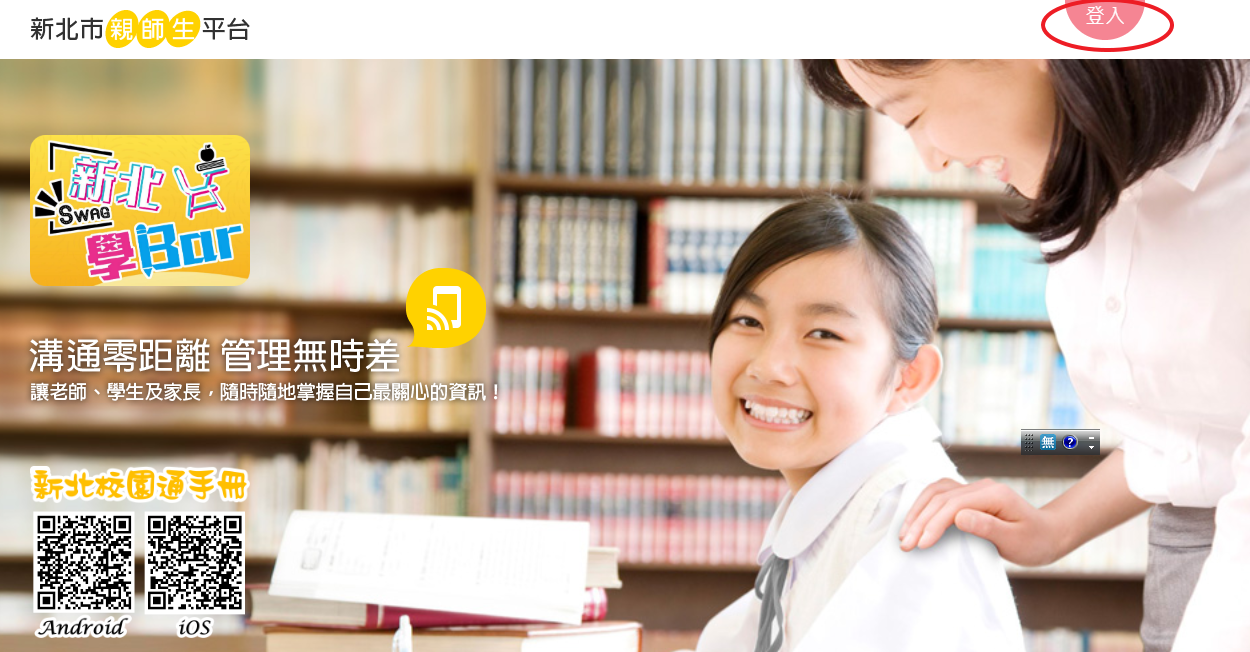 新北市親師生平台
登入
新北
SWAG
學Bar
溝通零距離 管理無時差
讓老師、學生及家長，隨時隨地掌握自己最關心的資訊！
無 ?
新北校園通手冊
Android iOS